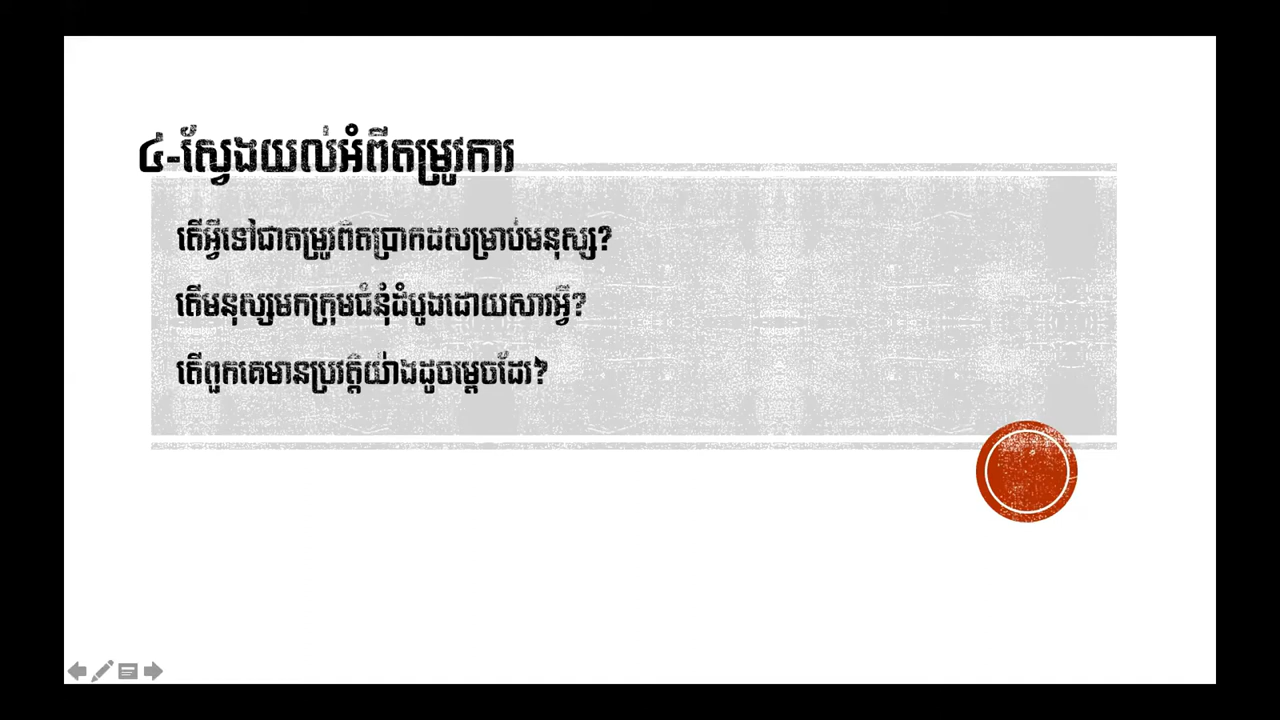 ៤-ស្វែងយល់អំពីតម្រូវការ
តើអ្វីទៅជាតម្រូវពិតប្រាកដសម្រាប់មនុស្ស?
តើមនុស្សមកក្រុមជំនុំដំបូងដោយសារអ្វី?
តើពួកគេមានប្រវត្តិយ៉ាងដូចម្តេចដែរ?